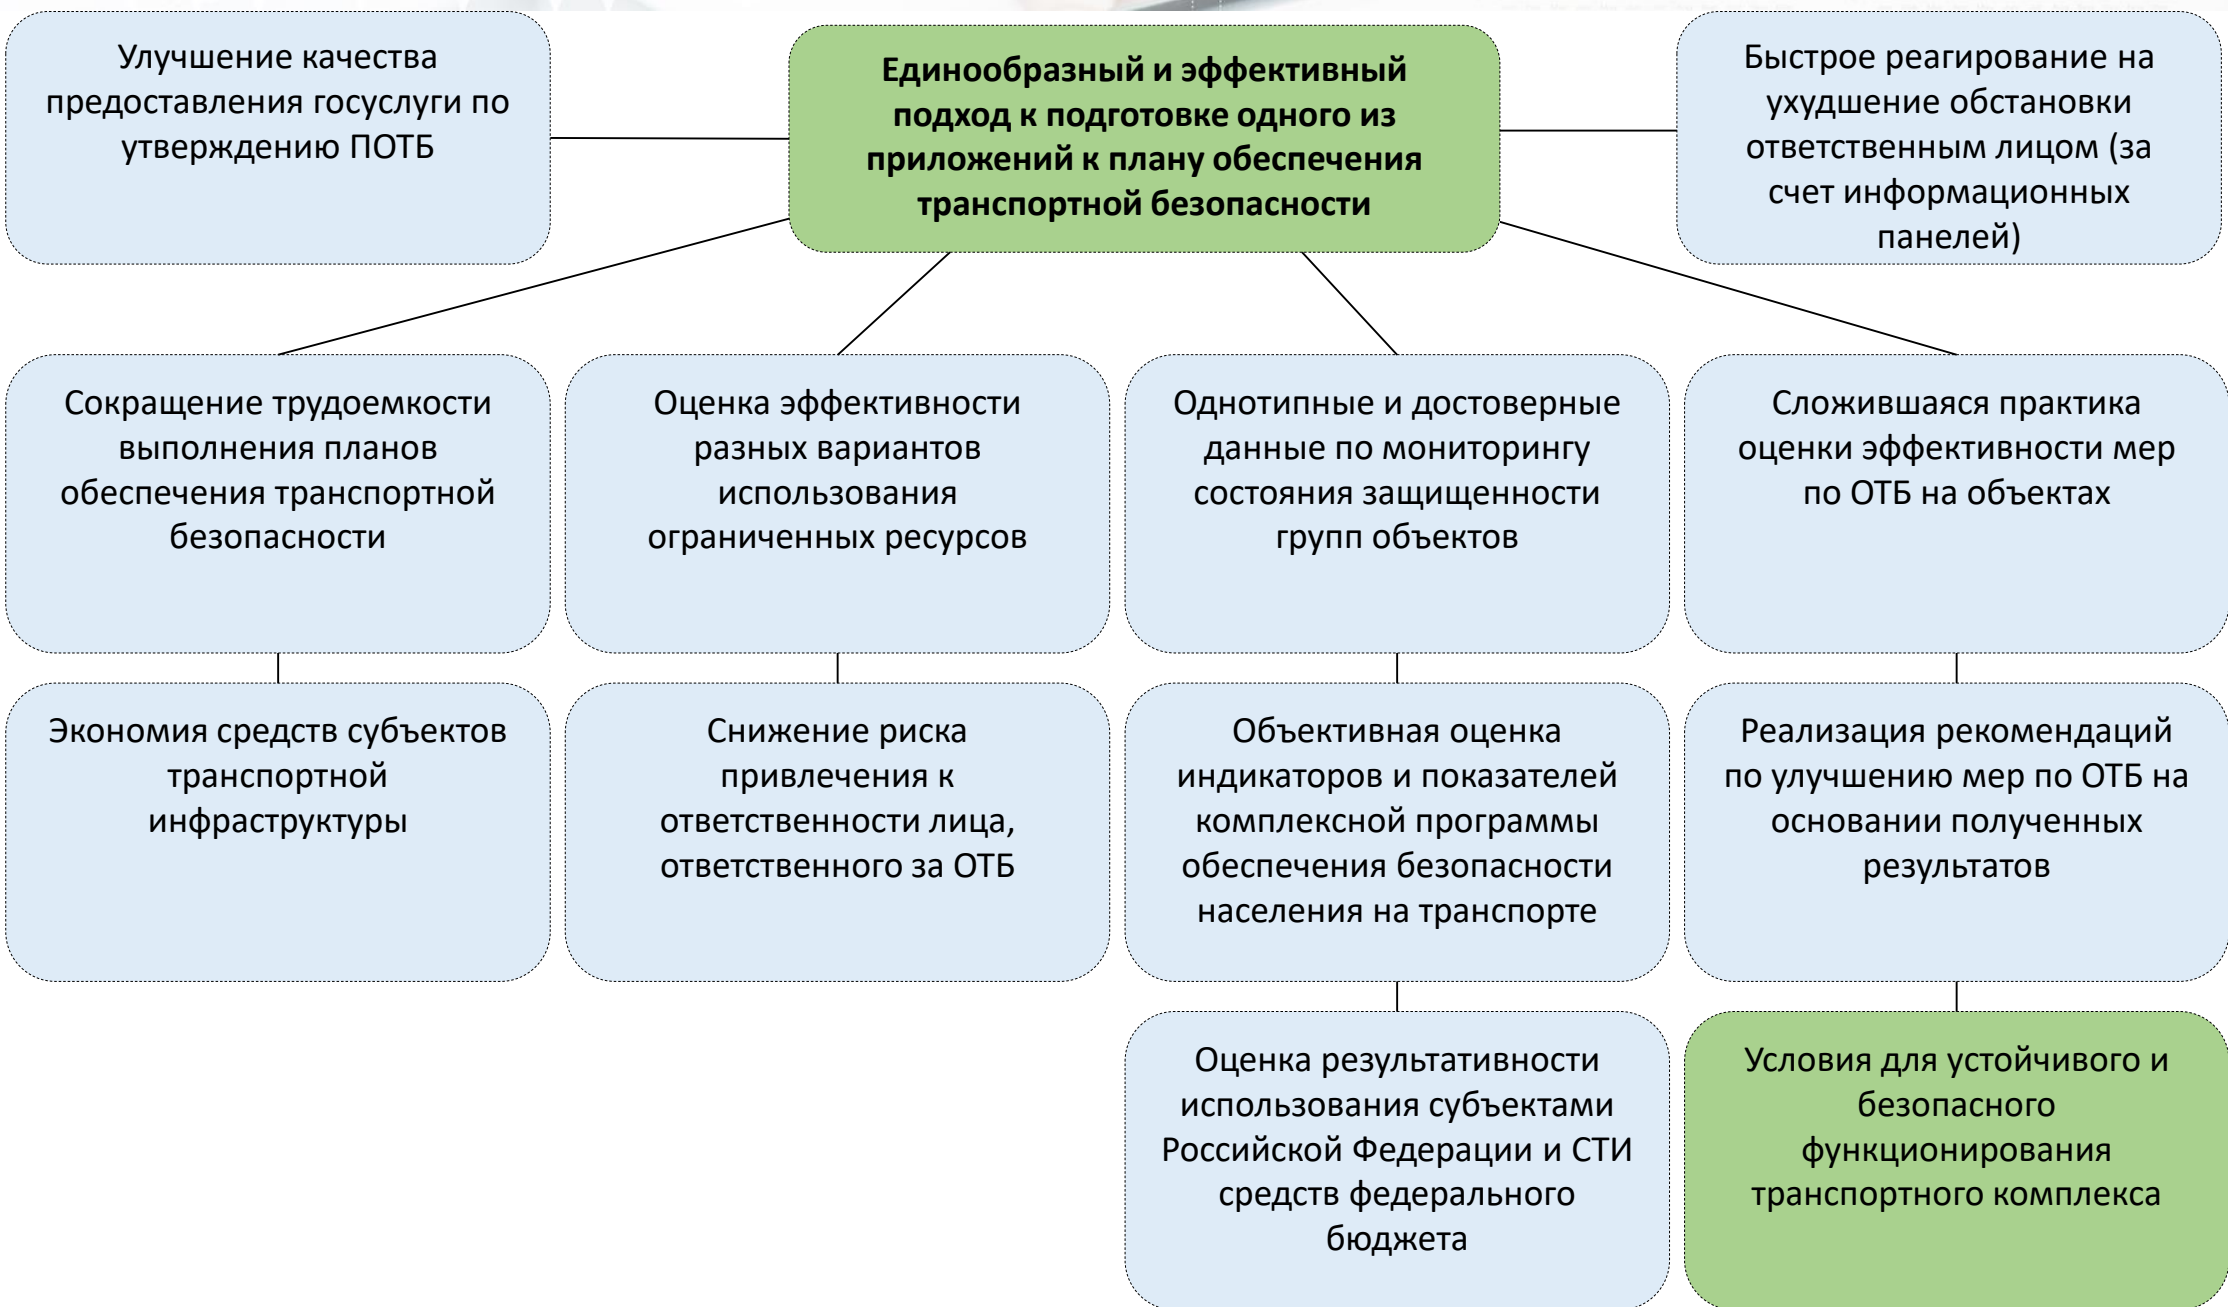 Улучшение качества
предоставления госуслуги по
утверждению ПОТБ
Единообразный и эффективный
подход к подготовке одного из
приложений к плану обеспечения
транспортной безопасности
Быстрое реагирование на
ухудшение обстановки
ответственным лицом (за
счет информационных
панелей)
Сокращение трудоемкости
выполнения планов
обеспечения транспортной
безопасности
Оценка эффективности
разных вариантов
использования
ограниченных ресурсов
Однотипные и достоверные
данные по мониторингу
состояния защищенности
групп объектов
Сложившаяся практика
оценки эффективности мер
по ОТБ на объектах
Экономия средств субъектов
транспортной
инфраструктуры
Снижение риска
привлечения к
ответственности лица,
ответственного за ОТБ
Объективная оценка
индикаторов и показателей
комплексной программы
обеспечения безопасности
населения на транспорте
Реализация рекомендаций
по улучшению мер по ОТБ на
основании полученных
результатов
Оценка результативности
использования субъектами
Российской Федерации и СТИ
средств федерального
бюджета
Условия для устойчивого и
безопасного
функционирования
транспортного комплекса